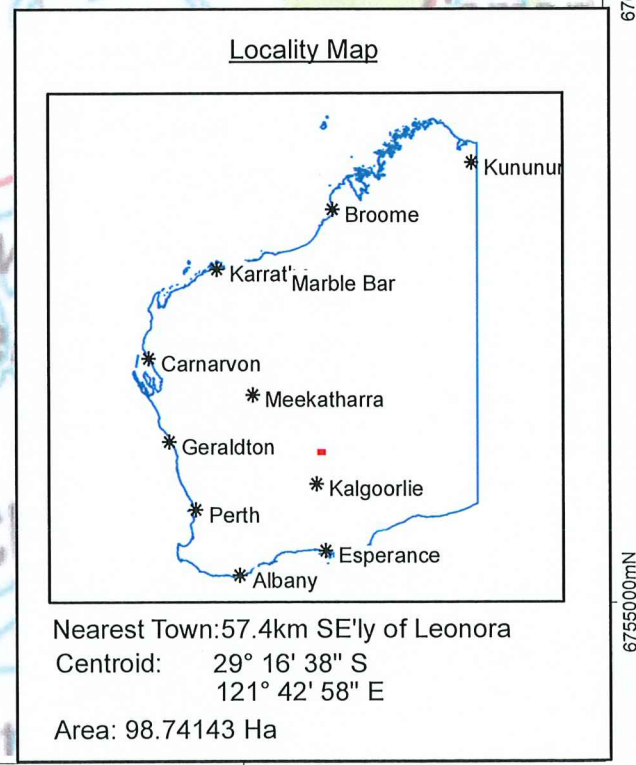 Locality Map
Kununur
Broome
Karrat'
Marble Bar
Carnarvon
Meekatharra
Geraldton
Kalgoorlie
Perth
Esperance
Albany
Nearest Town:57.4km SE'ly of Leonora
Centroid: 29° 16' 38" S
121° 42' 58" E
Area: 98.74143 Ha
6755000mN